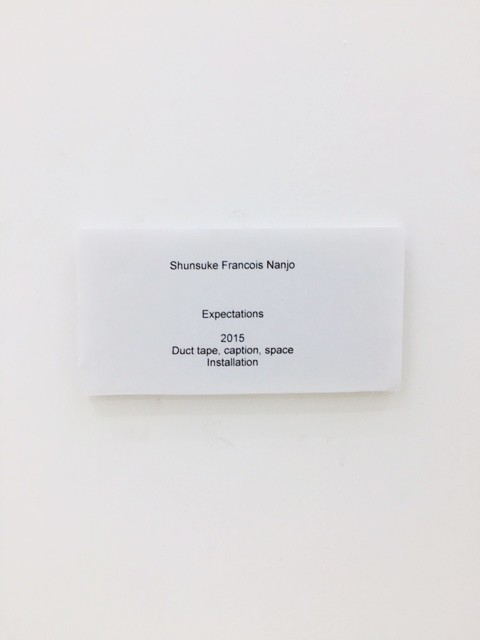 Shunsuke Francois Nanjo
Expectations
2015
Duct tape, caption, space
Installation